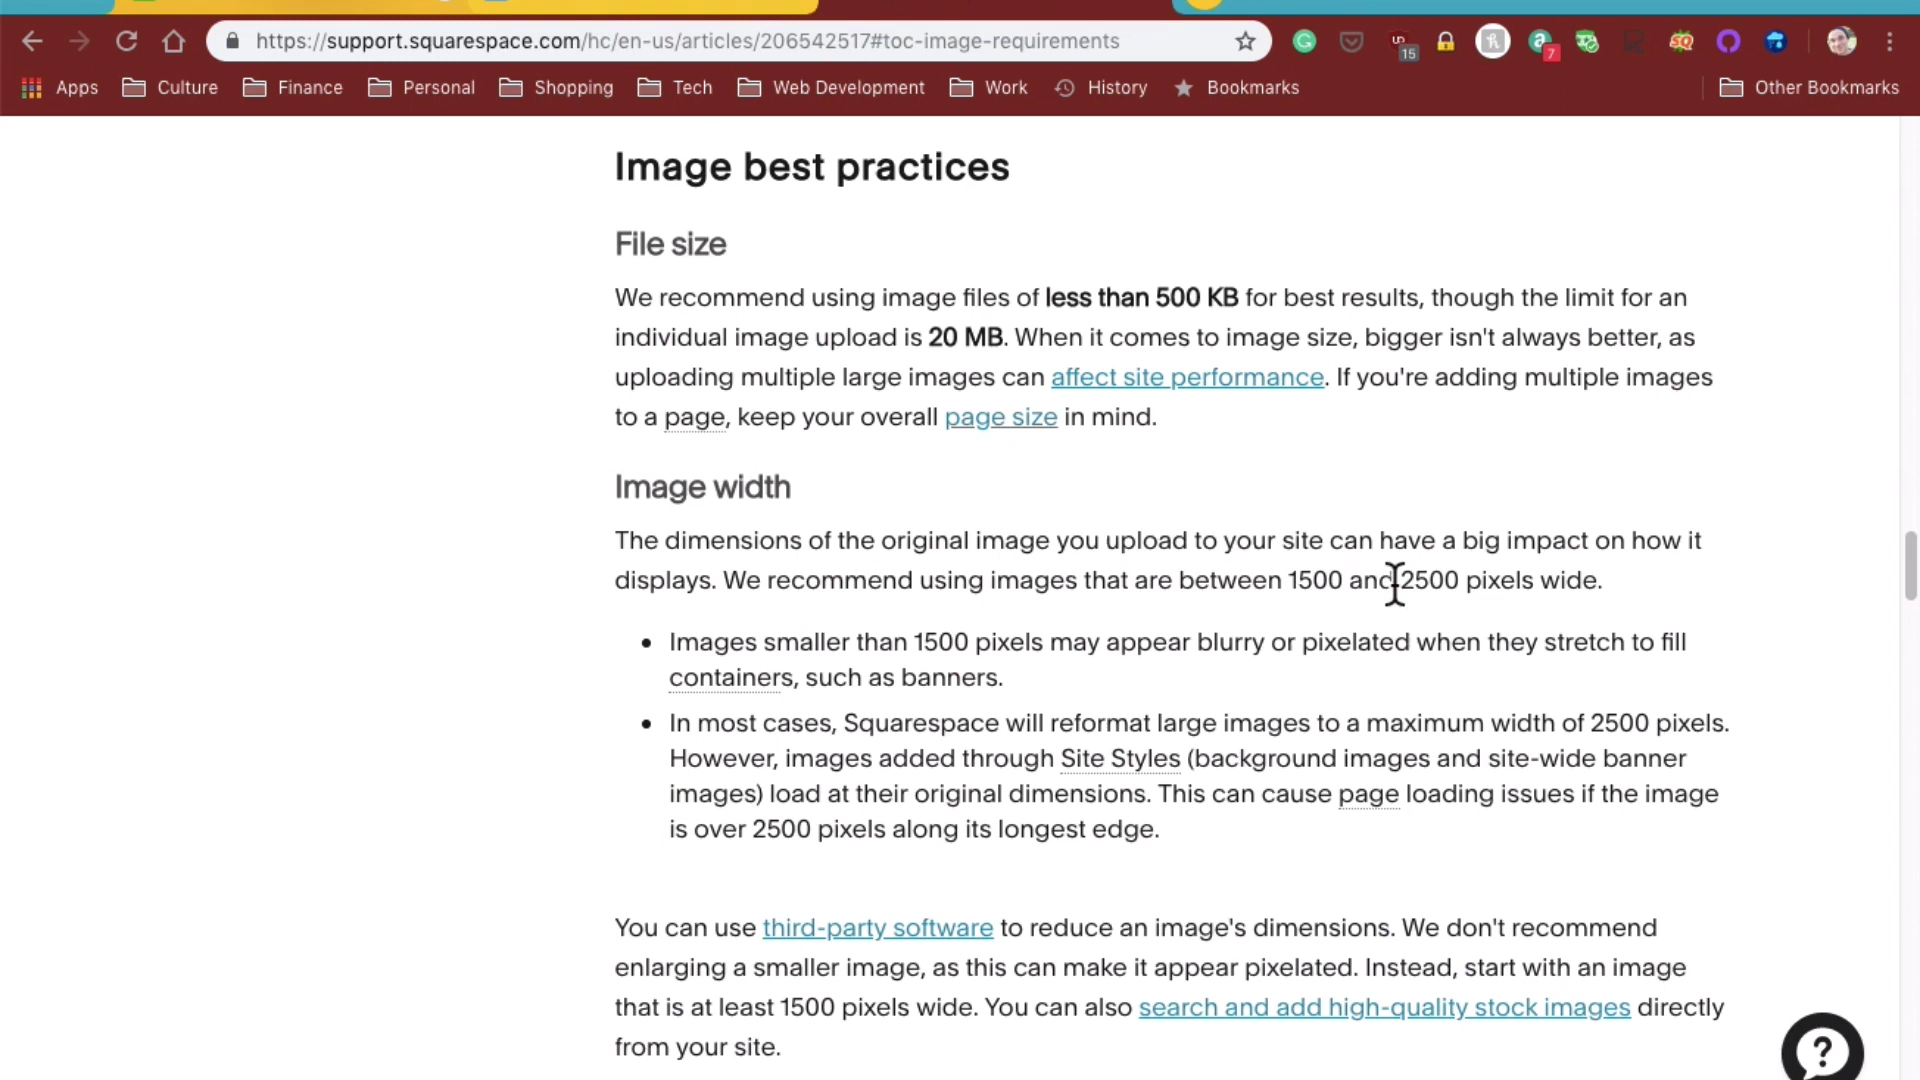 https://support.squarespace.com/hc/en-us/articles/206542517#toc-image-requirements
15
7
Apps Culture Finance Personal Shopping Tech Web Development Work History Bookmarks Other Bookmarks
Image best practices
File size
We recommend using image files of less than 500 KB for best results, though the limit for an
individual image upload is 20 MB. When it comes to image size, bigger isn't always better, as
uploading multiple large images can affect site performance. If you're adding multiple images
to a page, keep your overall page size in mind.
Image width
The dimensions of the original image you upload to your site can have a big impact on how it
displays. We recommend using images that are between 1500 and 2500 pixels wide.
• Images smaller than 1500 pixels may appear blurry or pixelated when they stretch to fill
containers, such as banners.
• In most cases, Squarespace will reformat large images to a maximum width of 2500 pixels.
However, images added through Site Styles (background images and site-wide banner
images) load at their original dimensions. This can cause page loading issues if the image
is over 2500 pixels along its longest edge.
You can use third-party software to reduce an image's dimensions. We don't recommend
enlarging a smaller image, as this can make it appear pixelated. Instead, start with an image
that is at least 1500 pixels wide. You can also search and add high-quality stock images directly
from your site.
?